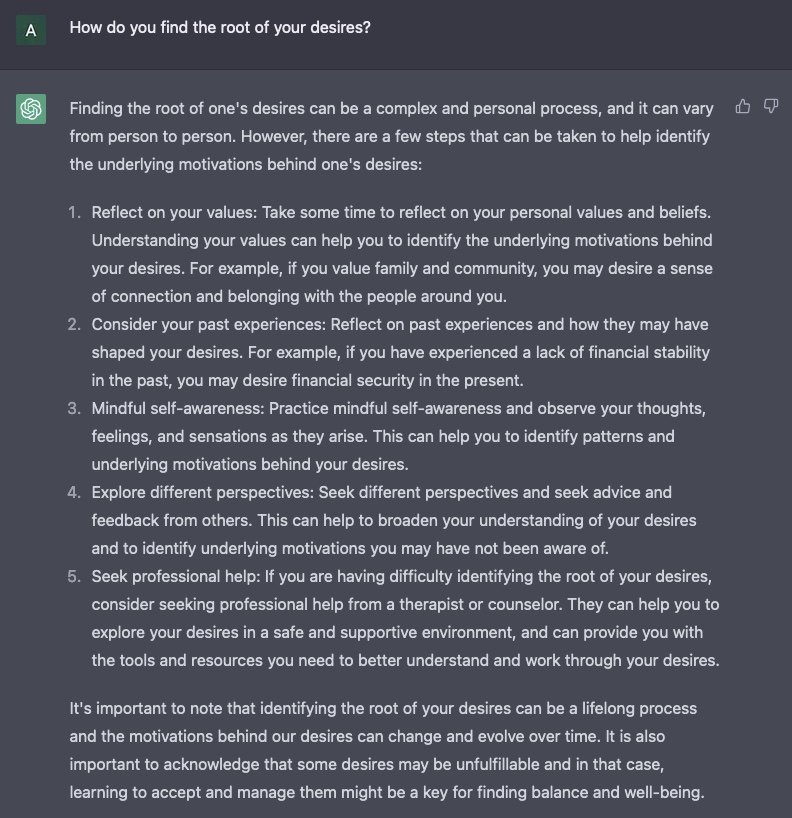 A
How do you find the root of your desires?
Finding the root of one's desires can be a complex and personal process, and it can vary
from person to person. However, there are a few steps that can be taken to help identify
the underlying motivations behind one's desires:
1. Reflect on your values: Take some time to reflect on your personal values and beliefs.
Understanding your values can help you to identify the underlying motivations behind
your desires. For example, if you value family and community, you may desire a sense
of connection and belonging with the people around you.
2. Consider your past experiences: Reflect on past experiences and how they may have
shaped your desires. For example, if you have experienced a lack of financial stability
in the past, you may desire financial security in the present.
3. Mindful self-awareness: Practice mindful self-awareness and observe your thoughts,
feelings, and sensations as they arise. This can help you to identify patterns and
underlying motivations behind your desires.
4. Explore different perspectives: Seek different perspectives and seek advice and
feedback from others. This can help to broaden your understanding of your desires
and to identify underlying motivations you may have not been aware of.
5. Seek professional help: If you are having difficulty identifying the root of your desires,
consider seeking professional help from a therapist or counselor. They can help you to
explore your desires in a safe and supportive environment, and can provide you with
the tools and resources you need to better understand and work through your desires.
It's important to note that identifying the root of your desires can be a lifelong process
and the motivations behind our desires can change and evolve over time. It is also
important to acknowledge that some desires may be unfulfillable and in that case,
learning to accept and manage them might be a key for finding balance and well-being.